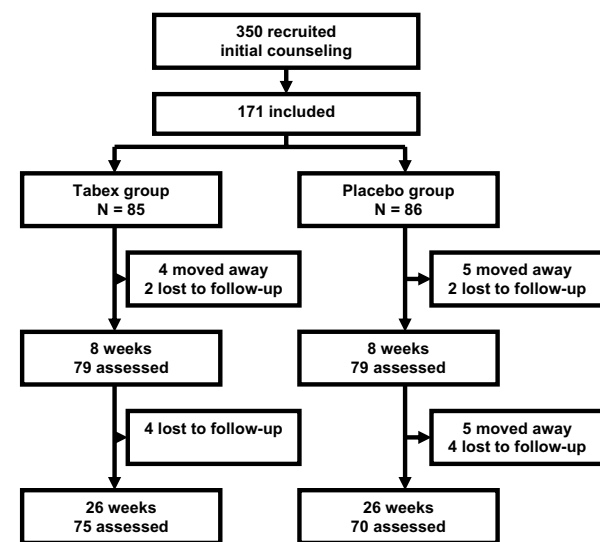 350 recruited
initial counseling
171 included
Tabex group
N = 85
Placebo group
N = 86
4 moved away
2 lost to follow-up
5 moved away
2 lost to follow-up
8 weeks
79 assessed
8 weeks
79 assessed
4 lost to follow-up
5 moved away
4 lost to follow-up
26 weeks
75 assessed
26 weeks
70 assessed